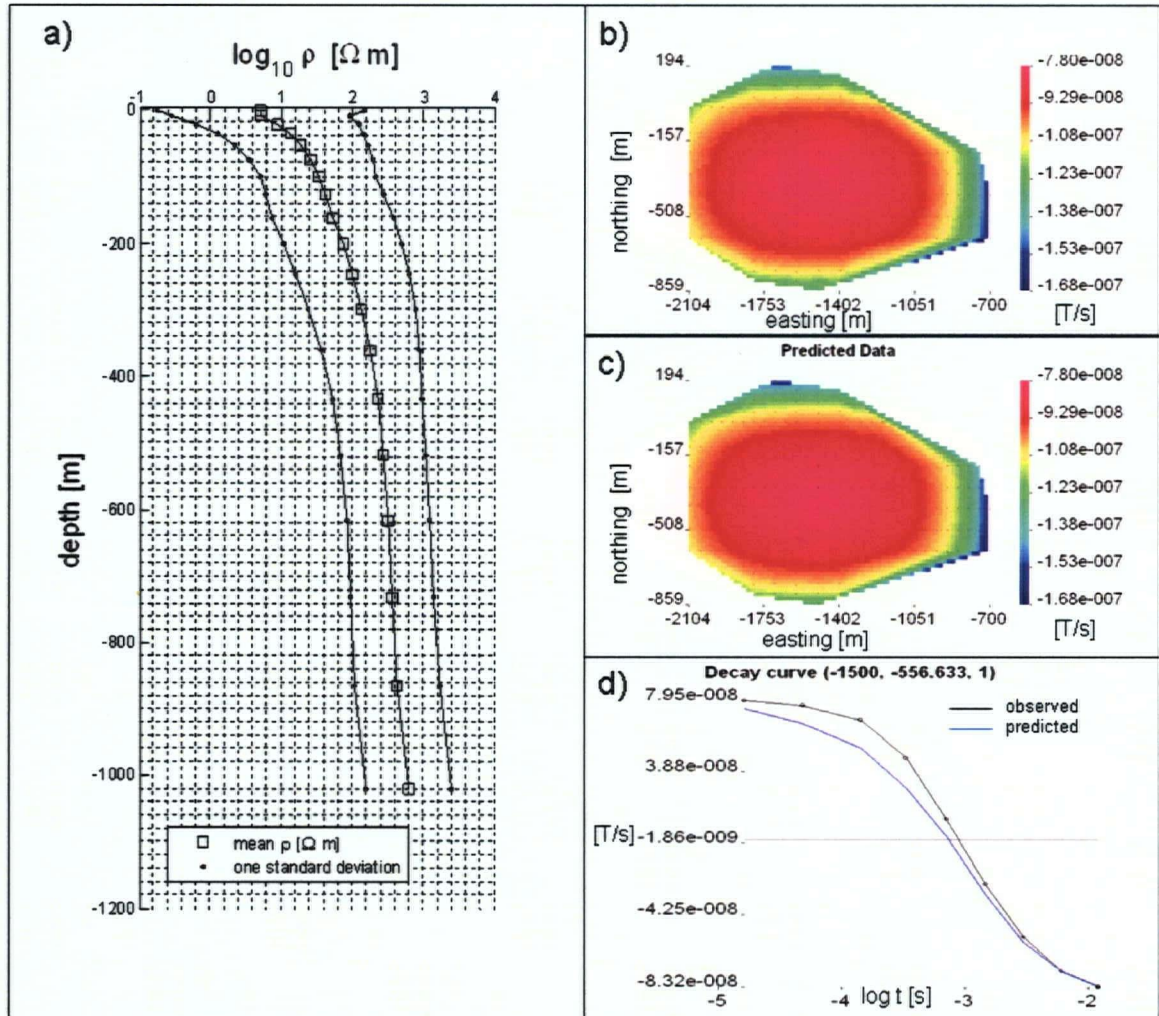 a)
log10 ρ [Ω m]
-1 0 1 2 3 4
0
-200
-400
-600
-800
-1000
-1200
depth [m]
mean ρ [Ω m]
one standard deviation
b)
194
-157
-508
-859
northing [m]
-2104 -1753 -1402 -1051 -700
easting [m]
-7.80e-008
-9.29e-008
-1.08e-007
-1.23e-007
-1.38e-007
-1.53e-007
-1.68e-007
[T/s]
c)
Predicted Data
194
-157
-508
-859
northing [m]
-2104 -1753 -1402 -1051 -700
easting [m]
-7.80e-008
-9.29e-008
-1.08e-007
-1.23e-007
-1.38e-007
-1.53e-007
-1.68e-007
[T/s]
d)
Decay curve (-1500, -556.633, 1)
7.95e-008
3.88e-008
[T/s] -1.86e-009
-4.25e-008
-8.32e-008
observed
predicted
-5 -4 -3 -2
log t [s]